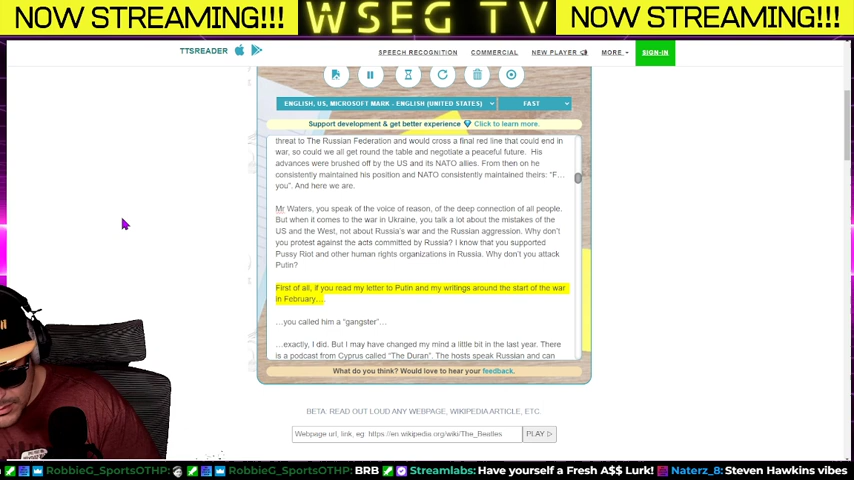 NOW STREAMING!!! WSEG TV NOW STREAMING!!!
TTSREADER SPEECH RECOGNITION COMMERCIAL NEW PLAYER MORE SIGN-IN
ENGLISH, US, MICROSOFT MARK - ENGLISH (UNITED STATES) FAST
Support development & get better experience Click to learn more.
threat to The Russian Federation and would cross a final red line that could end in
war, so could we all get round the table and negotiate a peaceful future. His
advances were brushed off by the US and its NATO allies. From then on he
consistently maintained his position and NATO consistently maintained theirs: “F…
you”. And here we are.
Mr Waters, you speak of the voice of reason, of the deep connection of all people.
But when it comes to the war in Ukraine, you talk a lot about the mistakes of the
US and the West, not about Russia’s war and the Russian aggression. Why don’t
you protest against the acts committed by Russia? I know that you supported
Pussy Riot and other human rights organizations in Russia. Why don’t you attack
Putin?
First of all, if you read my letter to Putin and my writings around the start of the war
in February…
…you called him a “gangster”…
…exactly, I did. But I may have changed my mind a little bit in the last year. There
is a podcast from Cyprus called “The Duran”. The hosts speak Russian and can
What do you think? Would love to hear your feedback.
BETA: READ OUT LOUD ANY WEBPAGE, WIKIPEDIA ARTICLE, ETC.
Webpage url, link, eg: https://en.wikipedia.org/wiki/The_Beatles PLAY ▷
RobbieG_SportsOTHP: RobbieG_SportsOTHP: BRB Streamlabs: Have yourself a Fresh A$$ Lurk! Naterz_8: Steven Hawkins vibes